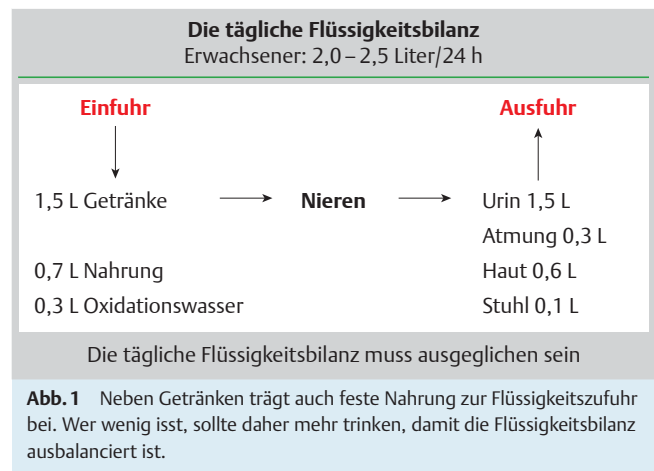 Die tägliche Flüssigkeitsbilanz
Erwachsener: 2,0 – 2,5 Liter/24 h
Einfuhr Ausfuhr
1,5 L Getränke Nieren Urin 1,5 L
Atmung 0,3 L
0,7 L Nahrung Haut 0,6 L
0,3 L Oxidationswasser Stuhl 0,1 L
Die tägliche Flüssigkeitsbilanz muss ausgeglichen sein
Abb. 1 Neben Getränken trägt auch feste Nahrung zur Flüssigkeitszufuhr
bei. Wer wenig isst, sollte daher mehr trinken, damit die Flüssigkeitsbilanz
ausbalanciert ist.